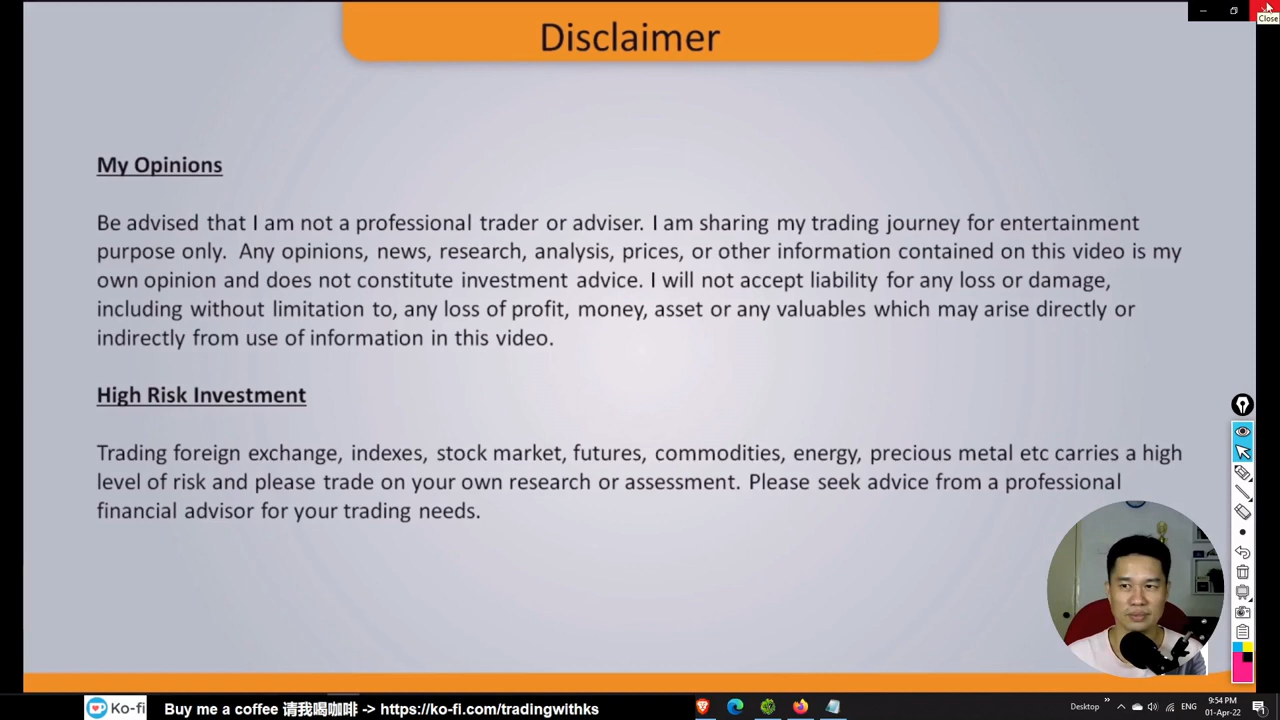 Disclaimer
Close
My Opinions
Be advised that I am not a professional trader or adviser. I am sharing my trading journey for entertainment
purpose only. Any opinions, news, research, analysis, prices, or other information contained on this video is my
own opinion and does not constitute investment advice. I will not accept liability for any loss or damage,
including without limitation to, any loss of profit, money, asset or any valuables which may arise directly or
indirectly from use of information in this video.
High Risk Investment
Trading foreign exchange, indexes, stock market, futures, commodities, energy, precious metal etc carries a high
level of risk and please trade on your own research or assessment. Please seek advice from a professional
financial advisor for your trading needs.
Ko-fi Buy me a coffee 请我喝咖啡 -> https://ko-fi.com/tradingwithks
Desktop » ENG 9:54 PM
01-Apr-22